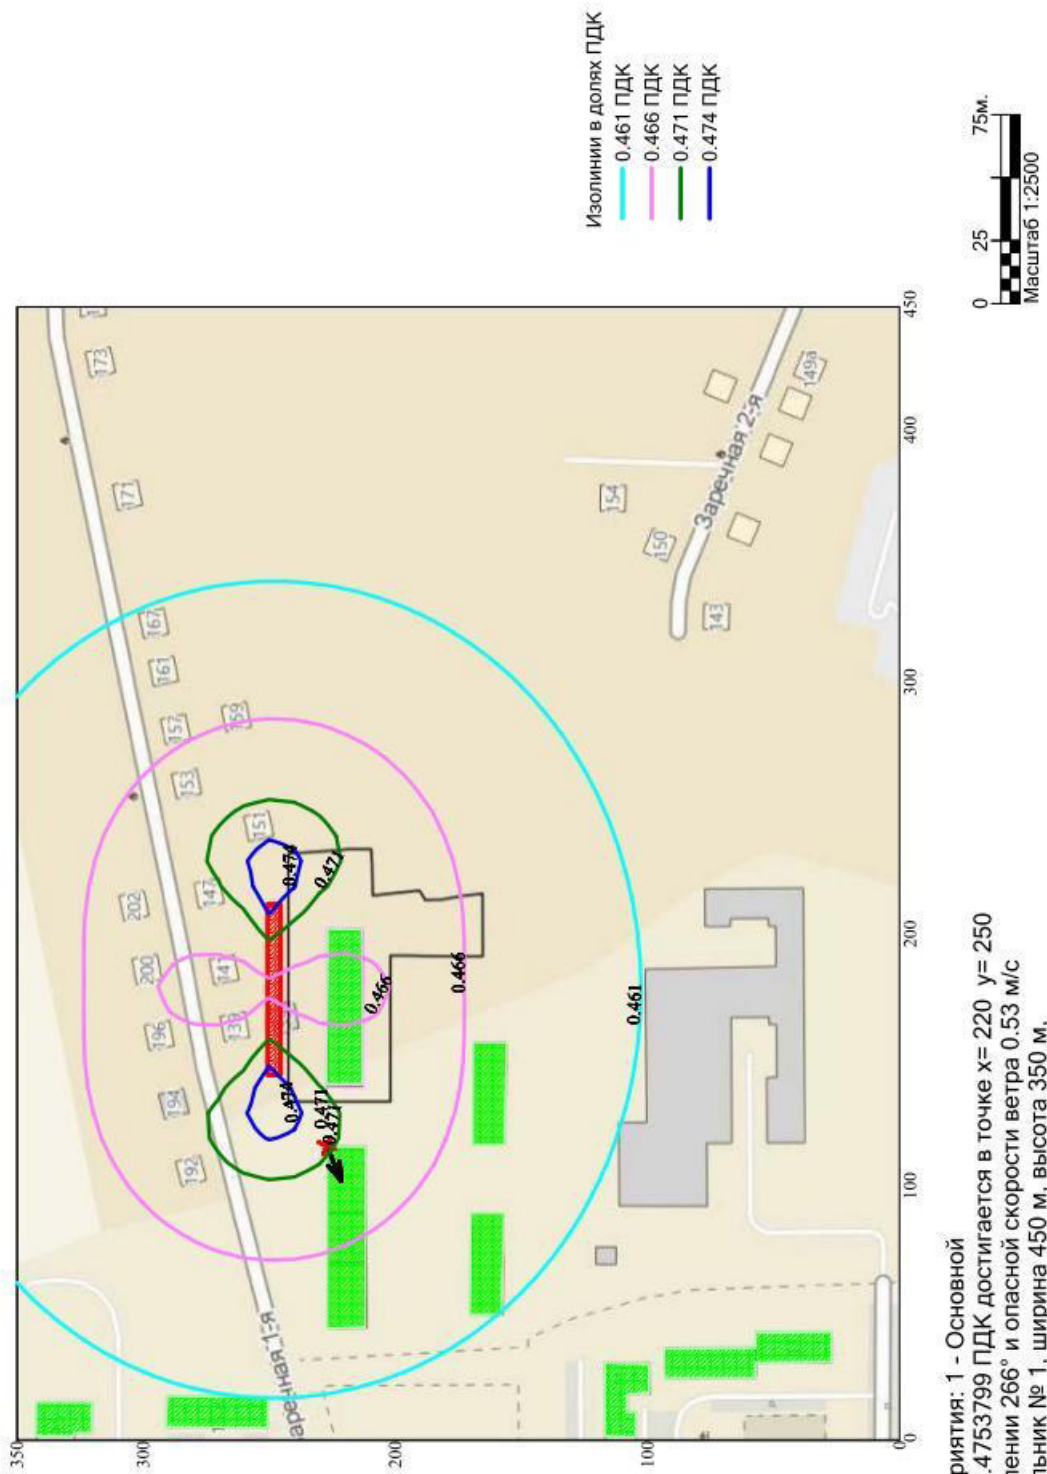 Изолинии в долях ПДК
0.461 ПДК
0.466 ПДК
0.471 ПДК
0.474 ПДК
0
25
75м.
Масштаб 1:2500
350
300
200
100
0
100
200
300
400
450
173
171
167
161
157
159
153
151
147
202
200
196
194
192
141
139
154
150
143
149а
Заречная 2-я
аречная 1-я
0.474
0.471
0.466
0.466
0.461
0.474
0.471
0.471
риятия: 1 - Основной
.4753799 ПДК достигается в точке x= 220 y= 250
лении 266° и опасной скорости ветра 0.53 м/с
льник № 1, ширина 450 м, высота 350 м,